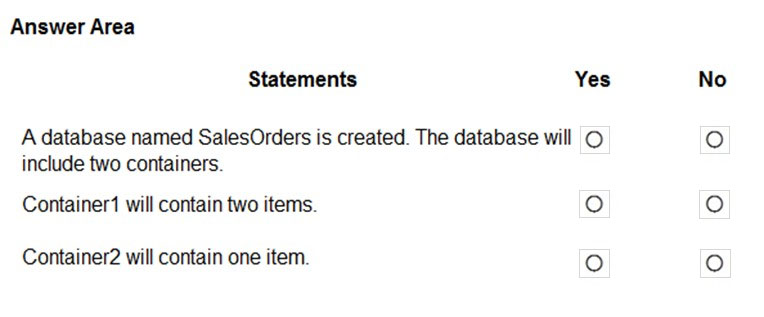 Answer Area
Statements Yes No
A database named SalesOrders is created. The database will
include two containers.
Container1 will contain two items.
Container2 will contain one item.